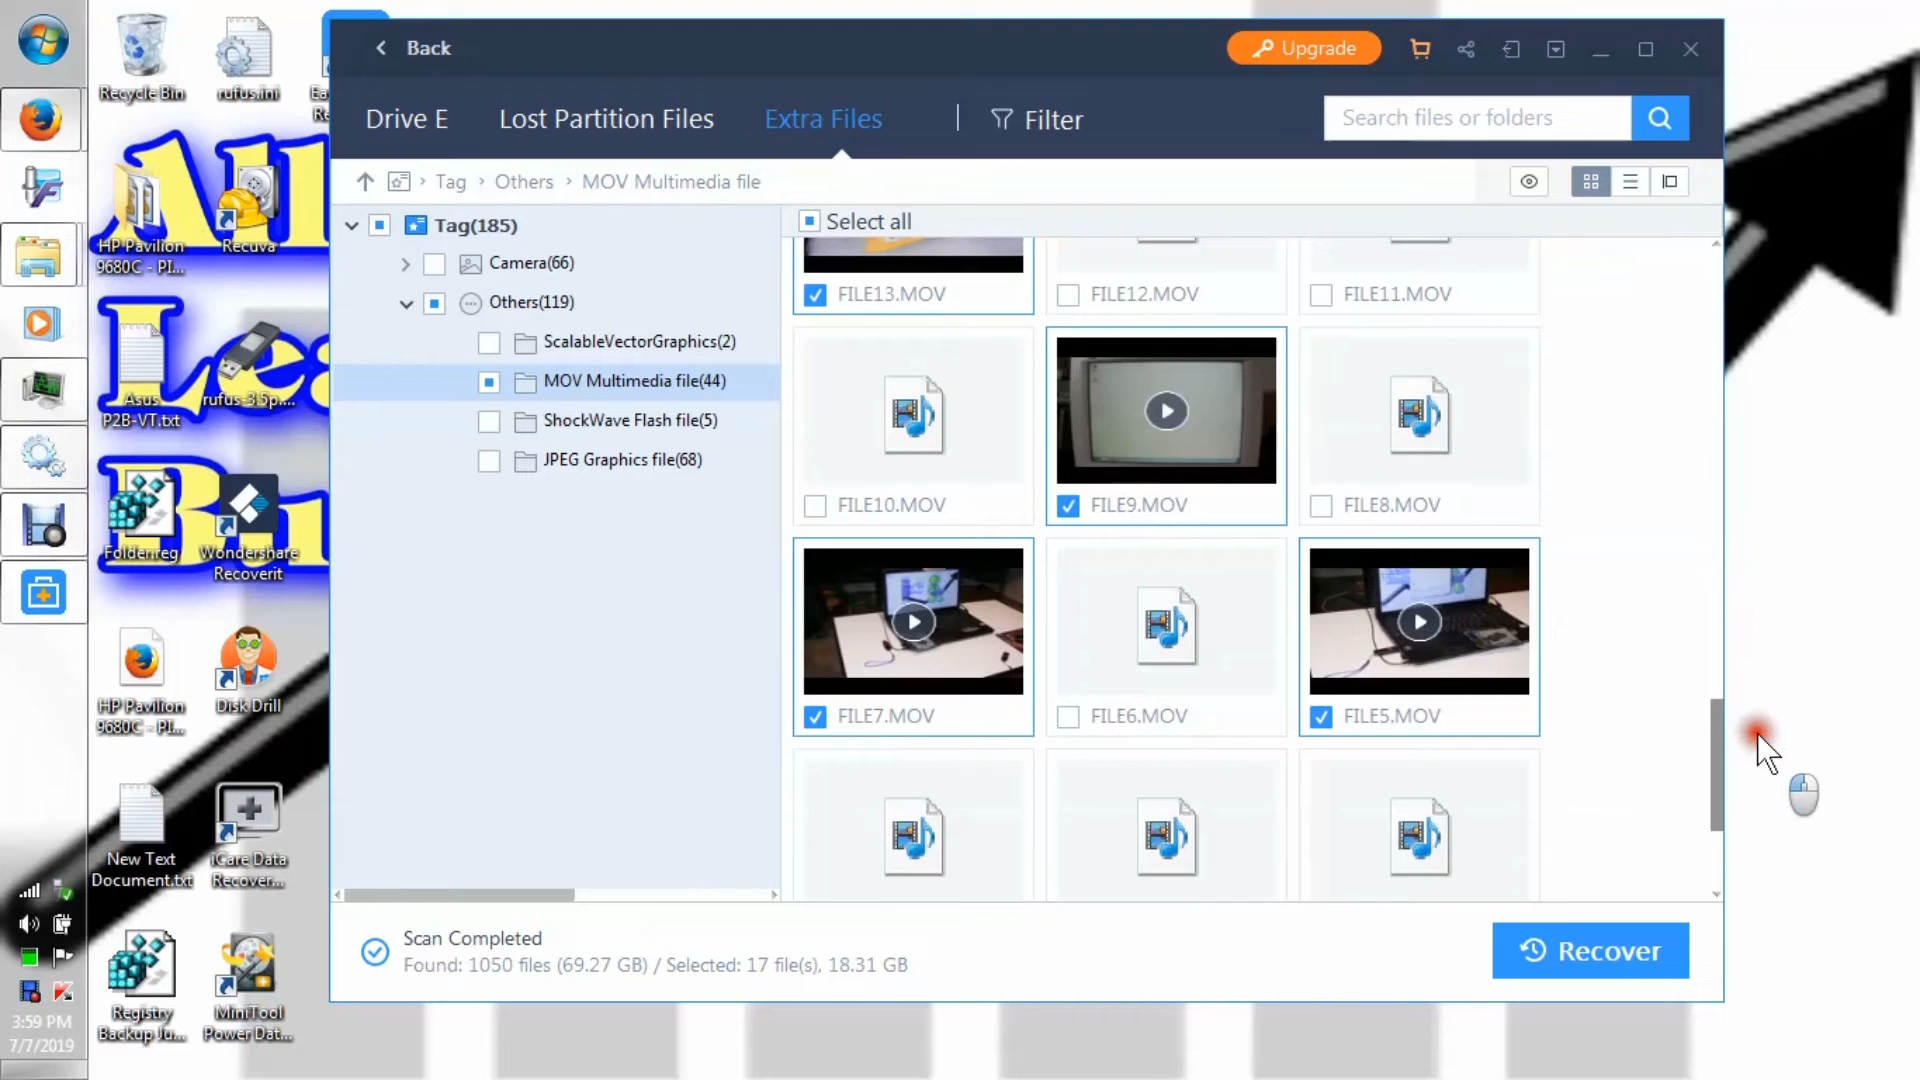 Recycle Bin
rufus.ini
HP Pavilion
9680C - PI...
Recuva
Asus
P2B-VT.txt
rufus-3.5p....
Foldenreg
Wondershare
Recoverit
HP Pavilion
9680C - PI...
Disk Drill
New Text
Document.txt
iCare Data
Recover...
Registry
Backup Ju...
MiniTool
Power Dat...
3:59 PM
7/7/2019
Back
Upgrade
Drive E
Lost Partition Files
Extra Files
Filter
Search files or folders
Tag
Others
MOV Multimedia file
Tag(185)
Camera(66)
Others(119)
ScalableVectorGraphics(2)
MOV Multimedia file(44)
ShockWave Flash file(5)
JPEG Graphics file(68)
Select all
FILE13.MOV
FILE12.MOV
FILE11.MOV
FILE10.MOV
FILE9.MOV
FILE8.MOV
FILE7.MOV
FILE6.MOV
FILE5.MOV
Scan Completed
Found: 1050 files (69.27 GB) / Selected: 17 file(s), 18.31 GB
Recover